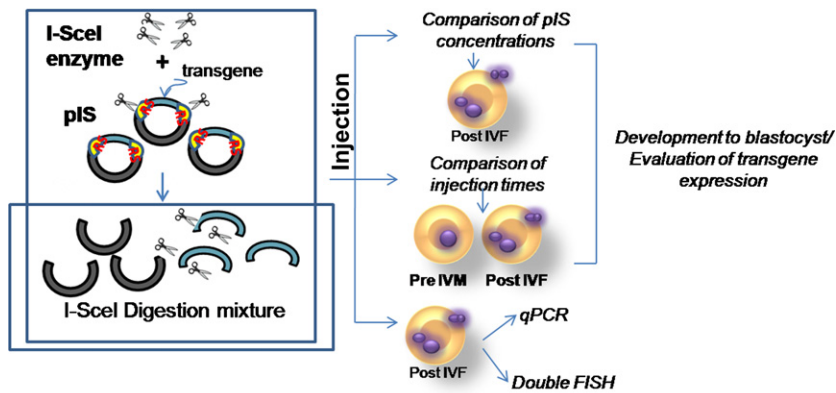 I-SceI
enzyme
+
transgene
pIS
I-SceI Digestion mixture
Injection
Comparison of pIS
concentrations
Post IVF
Comparison of
injection times
Pre IVM
Post IVF
Post IVF
qPCR
Double FISH
Development to blastocyst/
Evaluation of transgene
expression